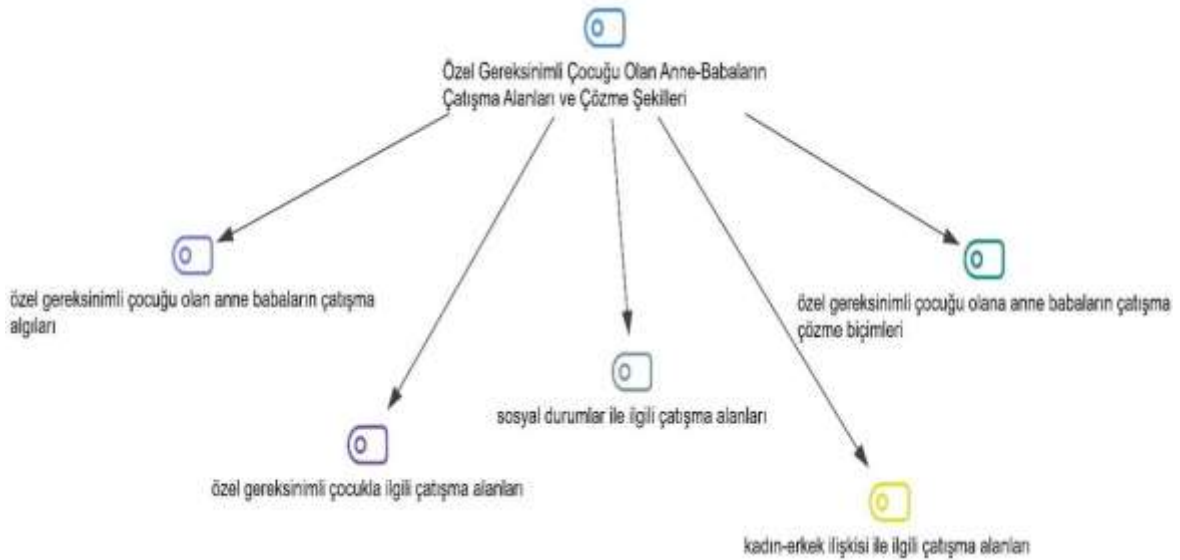 Özel Gereksinimli Çocuğu Olan Anne-Babaların
Çatışma Alanları ve Çözme Şekilleri
özel gereksinimli çocuğu olan anne babaların çatışma
algıları
özel gereksinimli çocuğu olana anne babaların çatışma
çözme biçimleri
sosyal durumlar ile ilgili çatışma alanları
özel gereksinimli çocukla ilgili çatışma alanları
kadın-erkek ilişkisi ile ilgili çatışma alanları